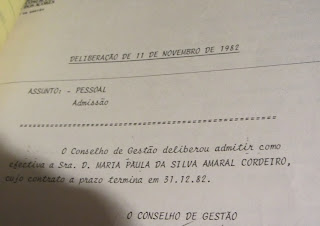 DELIBERAÇÃO DE 11 DE NOVEMBRO DE 1982
ASSUNTO: - PESSOAL
Admissão
O Conselho de Gestão deliberou admitir como
efectiva a Sra. D. MARIA PAULA DA SILVA AMARAL CORDEIRO,
cujo contrato a prazo termina em 31.12.82.
O CONSELHO DE GESTÃO